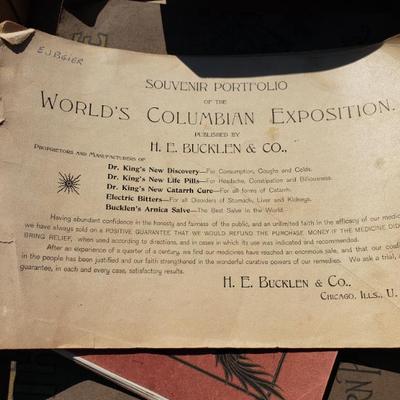 E J BGIER
SOUVENIR PORTFOLIO
OF THE
WORLD'S COLUMBIAN EXPOSITION.
PUBLISHED BY
H. E. BUCKLEN & CO.,
PROPRIETORS AND MANUFACTURERS OF
Dr. King's New Discovery—For Consumption, Coughs and Colds.
Dr. King's New Life Pills—For Headache, Constipation and Biliousness.
Dr. King's New Catarrh Cure—For all forms of Catarrh.
Electric Bitters—For all Disorders of Stomach, Liver and Kidneys.
Bucklen's Arnica Salve—The Best Salve in the World.
Having abundant confidence in the honesty and fairness of the public, and an unlimited faith in the efficacy of our medic
we have always sold on a POSITIVE GUARANTEE THAT WE WOULD REFUND THE PURCHASE MONEY IF THE MEDICINE DID
BRING RELIEF, when used according to directions, and in cases in which its use was indicated and recommended.
After an experience of a quarter of a century, we find our medicines have reached an enormous sale, and that our
in the people has been justified and our faith strengthened in the wonderful curative powers of our remedies. We ask a trial,
guarantee, in each and every case, satisfactory results.
H. E. BUCKLEN & CO.,
CHICAGO, ILLS., U.